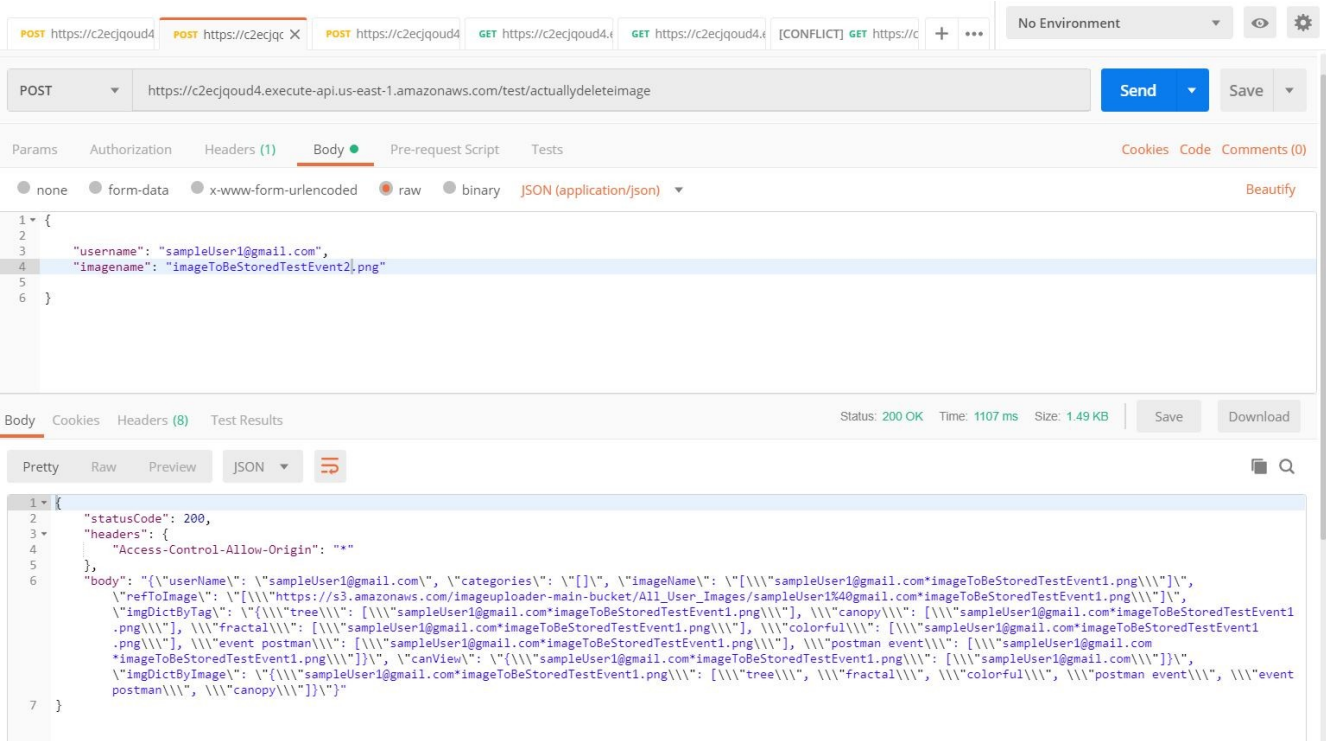 POST https://c2ecjqoud4 POST https://c2ecjqc X POST https://c2ecjqoud4 GET https://c2ecjqoud4.e GET https://c2ecjqoud4.e [CONFLICT] GET https://c + ••• No Environment
POST https://c2ecjqoud4.execute-api.us-east-1.amazonaws.com/test/actuallydeleteimage Send Save
Params Authorization Headers (1) Body Pre-request Script Tests Cookies Code Comments (0)
none form-data x-www-form-urlencoded raw binary JSON (application/json) Beautify
1 {
2
3 "username": "sampleUser1@gmail.com",
4 "imagename": "imageToBeStoredTestEvent2.png"
5
6 }
Body Cookies Headers (8) Test Results Status: 200 OK Time: 1107 ms Size: 1.49 KB Save Download
Pretty Raw Preview JSON
1 {
2 "statusCode": 200,
3 "headers": {
4 "Access-Control-Allow-Origin": "*"
5 },
6 "body": "{\"userName\": \"sampleUser1@gmail.com\", \"categories\": \"[]\", \"imageName\": \"[\\\"sampleUser1@gmail.com*imageToBeStoredTestEvent1.png\\\"]\",
\"refToImage\": \"[\\\"https://s3.amazonaws.com/imageuploader-main-bucket/All_User_Images/sampleUser1%40gmail.com*imageToBeStoredTestEvent1.png\\\"]\",
\"imgDictByTag\": \"{\\\"tree\\\": [\\\"sampleUser1@gmail.com*imageToBeStoredTestEvent1.png\\\"], \\\"canopy\\\": [\\\"sampleUser1@gmail.com*imageToBeStoredTestEvent1
.png\\\"], \\\"fractal\\\": [\\\"sampleUser1@gmail.com*imageToBeStoredTestEvent1.png\\\"], \\\"colorful\\\": [\\\"sampleUser1@gmail.com*imageToBeStoredTestEvent1
.png\\\"], \\\"event postman\\\": [\\\"sampleUser1@gmail.com*imageToBeStoredTestEvent1.png\\\"], \\\"postman event\\\": [\\\"sampleUser1@gmail.com
*imageToBeStoredTestEvent1.png\\\"]}\", \"canView\": \"{\\\"sampleUser1@gmail.com*imageToBeStoredTestEvent1.png\\\": [\\\"sampleUser1@gmail.com\\\"]}\",
\"imgDictByImage\": \"{\\\"sampleUser1@gmail.com*imageToBeStoredTestEvent1.png\\\": [\\\"tree\\\", \\\"fractal\\\", \\\"colorful\\\", \\\"postman event\\\", \\\"event
postman\\\", \\\"canopy\\\"]}\"}"
7 }